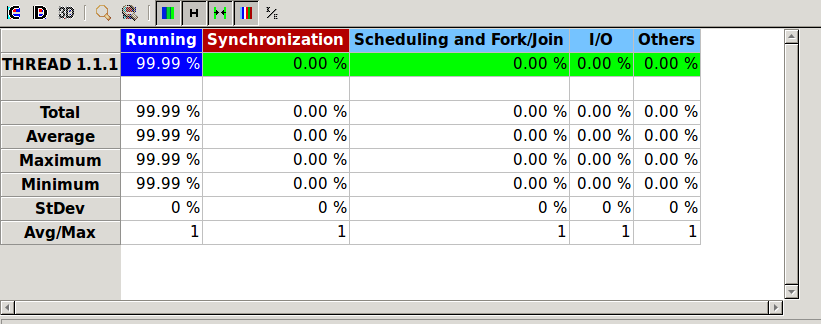 IC ID 3D H I/E
Running Synchronization Scheduling and Fork/Join I/O Others
THREAD 1.1.1 99.99 % 0.00 % 0.00 % 0.00 % 0.00 %
Total 99.99 % 0.00 % 0.00 % 0.00 % 0.00 %
Average 99.99 % 0.00 % 0.00 % 0.00 % 0.00 %
Maximum 99.99 % 0.00 % 0.00 % 0.00 % 0.00 %
Minimum 99.99 % 0.00 % 0.00 % 0.00 % 0.00 %
StDev 0 % 0 % 0 % 0 % 0 %
Avg/Max 1 1 1 1 1